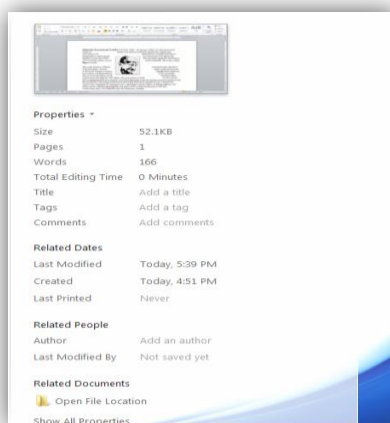 Properties
Size 52.1KB
Pages 1
Words 166
Total Editing Time 0 Minutes
Title Add a title
Tags Add a tag
Comments Add comments
Related Dates
Last Modified Today, 5:39 PM
Created Today, 4:51 PM
Last Printed Never
Related People
Author Add an author
Last Modified By Not saved yet
Related Documents
Open File Location
Show All Properties